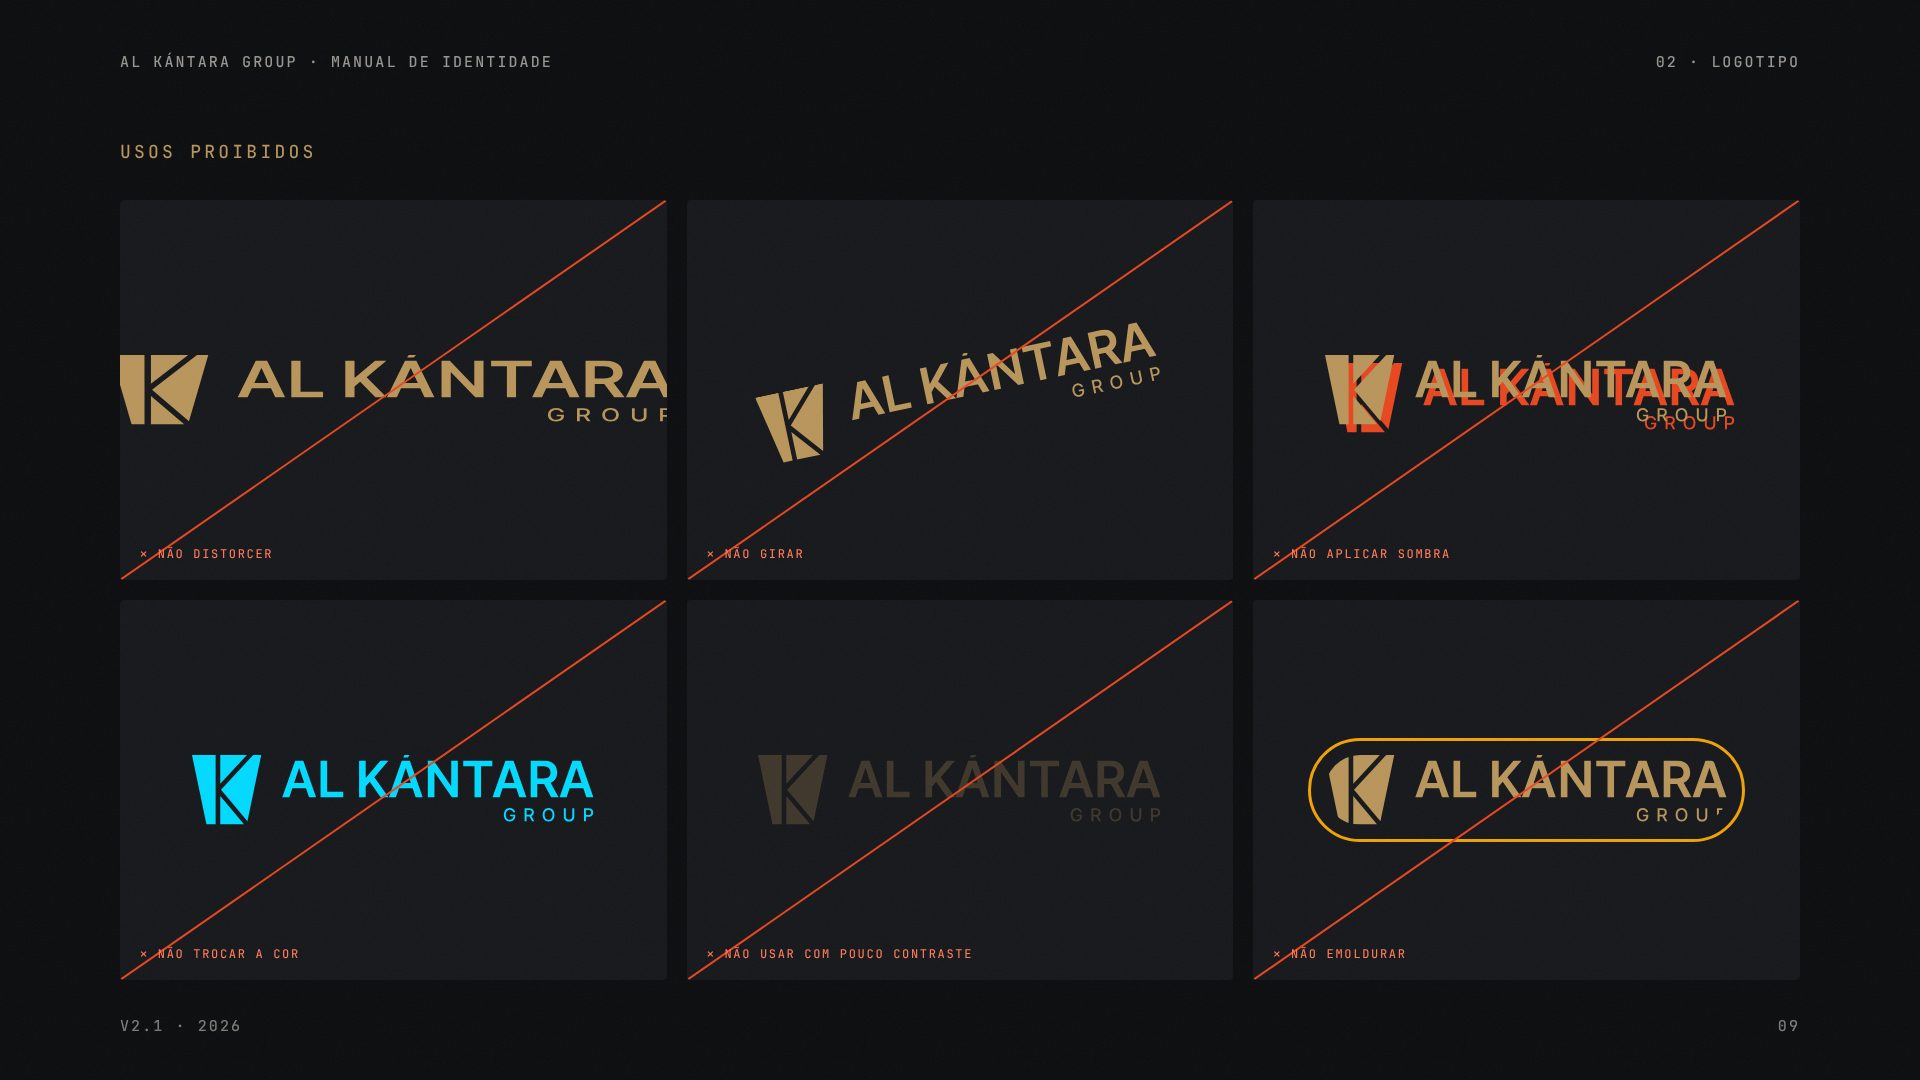 AL KÁNTARA GROUP · MANUAL DE IDENTIDADE
02 · LOGOTIPO
USOS PROIBIDOS
AL KÁNTARA
GROUP
× NÃO DISTORCER
AL KÁNTARA
GROUP
× NÃO GIRAR
AL KÁNTARA
GROUP
× NÃO APLICAR SOMBRA
AL KÁNTARA
GROUP
× NÃO TROCAR A COR
AL KÁNTARA
GROUP
× NÃO USAR COM POUCO CONTRASTE
AL KÁNTARA
GROUP
× NÃO EMOLDURAR
V2.1 · 2026
09